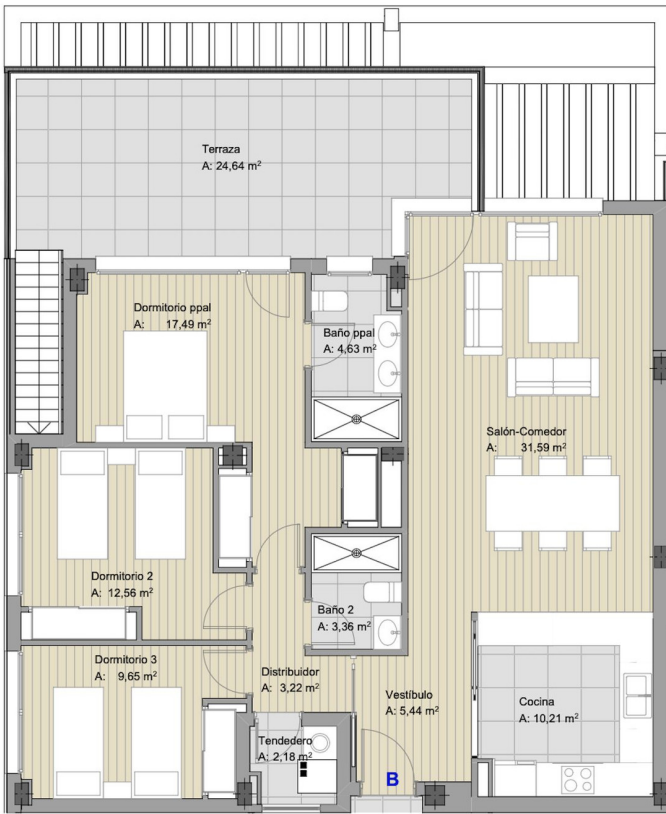 Terraza
A: 24,64 m²
Dormitorio ppal
A: 17,49 m²
Baño ppal
A: 4,63 m²
Salón-Comedor
A: 31,59 m²
Dormitorio 2
A: 12,56 m²
Baño 2
A: 3,36 m²
Dormitorio 3
A: 9,65 m²
Distribuidor
A: 3,22 m²
Vestíbulo
A: 5,44 m²
Cocina
A: 10,21 m²
Tendedero
A: 2,18 m²
B